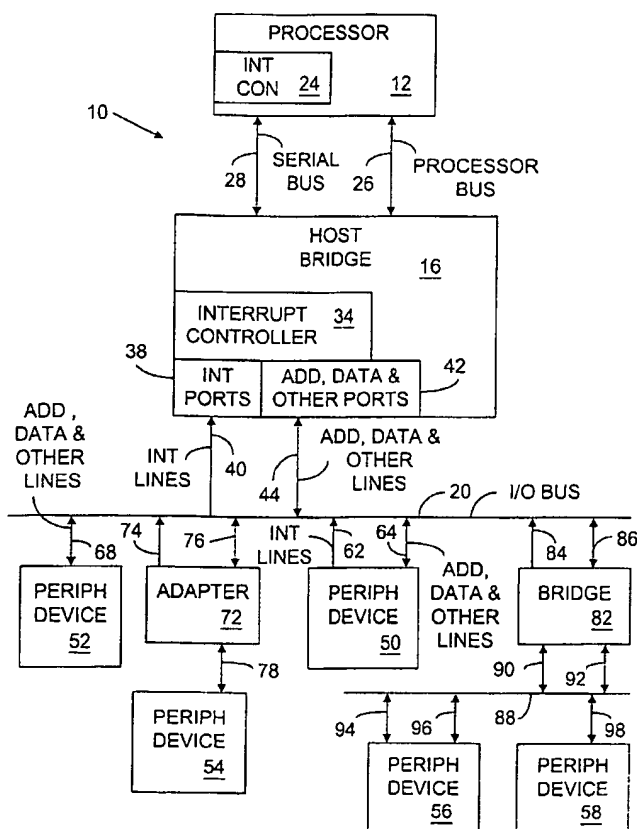 PROCESSOR
INT
CON
24
12
10
SERIAL
BUS
28
26
PROCESSOR
BUS
HOST
BRIDGE
16
INTERRUPT
CONTROLLER
34
38
INT
PORTS
ADD, DATA &
OTHER PORTS
42
ADD,
DATA &
OTHER
LINES
INT LINES
40
44
ADD, DATA &
OTHER
LINES
20
I/O BUS
68
74
76
INT
LINES
62
64
ADD,
DATA &
OTHER
LINES
84
86
PERIPH
DEVICE
52
ADAPTER
72
PERIPH
DEVICE
50
BRIDGE
82
78
90
92
PERIPH
DEVICE
54
88
94
96
98
PERIPH
DEVICE
56
PERIPH
DEVICE
58